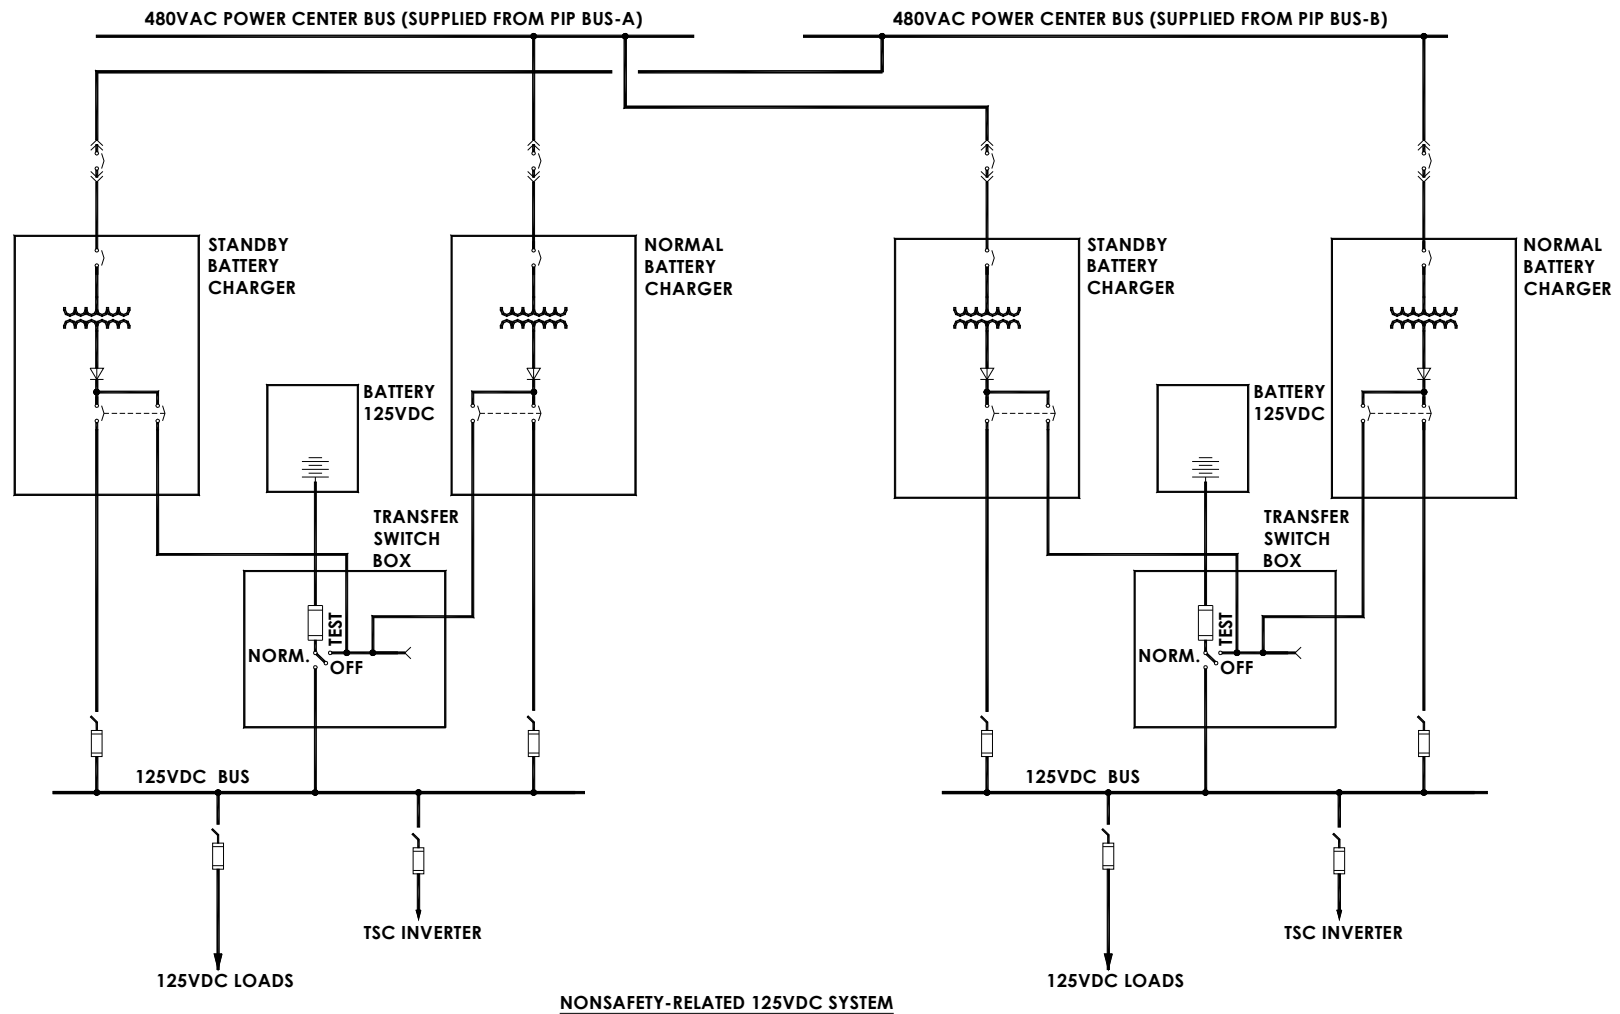 480VAC POWER CENTER BUS (SUPPLIED FROM PIP BUS-A)
480VAC POWER CENTER BUS (SUPPLIED FROM PIP BUS-B)
STANDBY
BATTERY
CHARGER
NORMAL
BATTERY
CHARGER
STANDBY
BATTERY
CHARGER
NORMAL
BATTERY
CHARGER
BATTERY
125VDC
BATTERY
125VDC
TRANSFER
SWITCH
BOX
TRANSFER
SWITCH
BOX
TEST
NORM.
OFF
TEST
NORM.
OFF
125VDC BUS
125VDC BUS
TSC INVERTER
TSC INVERTER
125VDC LOADS
125VDC LOADS
NONSAFETY-RELATED 125VDC SYSTEM